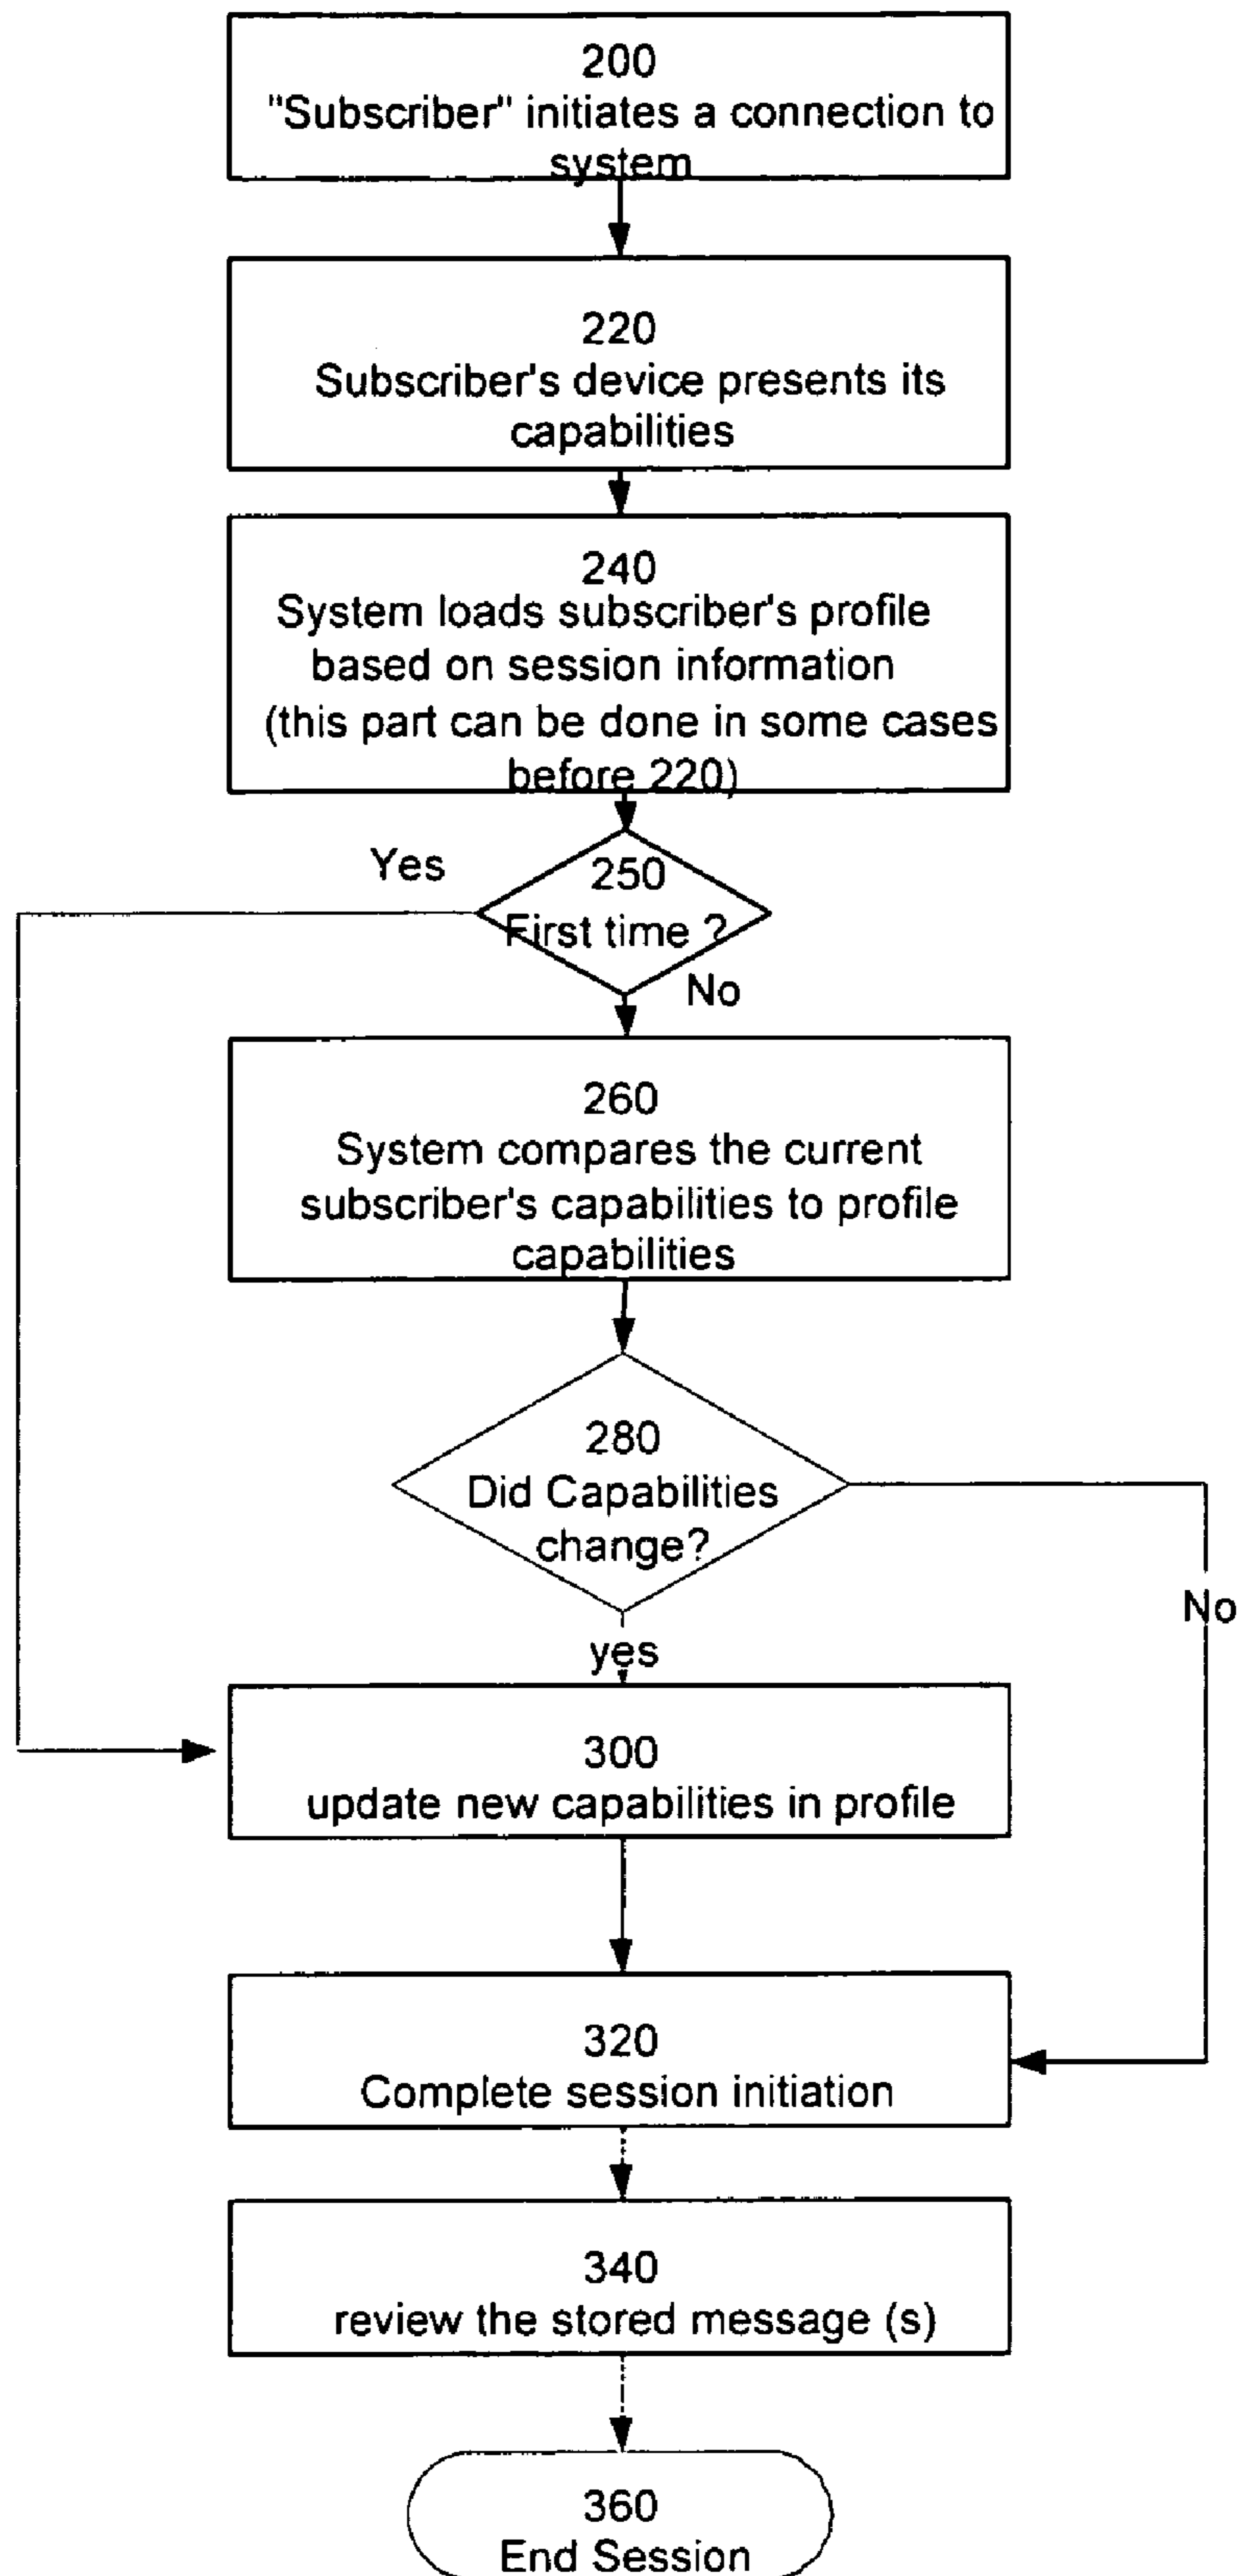 200
"Subscriber" initiates a connection to
system
220
Subscriber's device presents its
capabilities
240
System loads subscriber's profile
based on session information
(this part can be done in some cases
before 220)
Yes
250
First time ?
No
260
System compares the current
subscriber's capabilities to profile
capabilities
280
Did Capabilities
change?
No
yes
300
update new capabilities in profile
320
Complete session initiation
340
review the stored message (s)
360
End Session